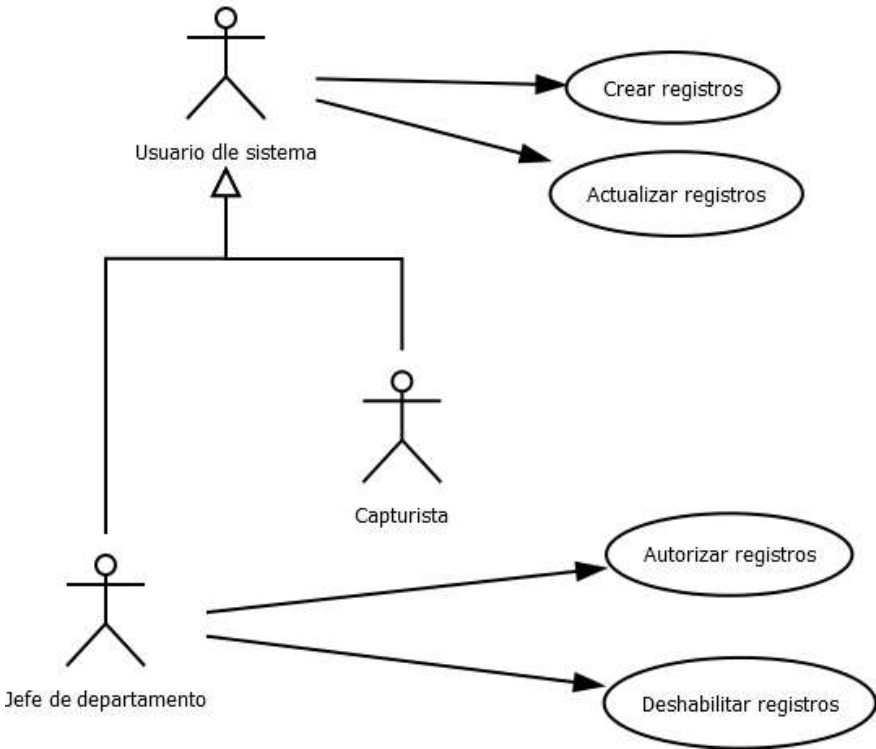 Crear registros
Usuario dle sistema
Actualizar registros
Capturista
Autorizar registros
Jefe de departamento
Deshabilitar registros